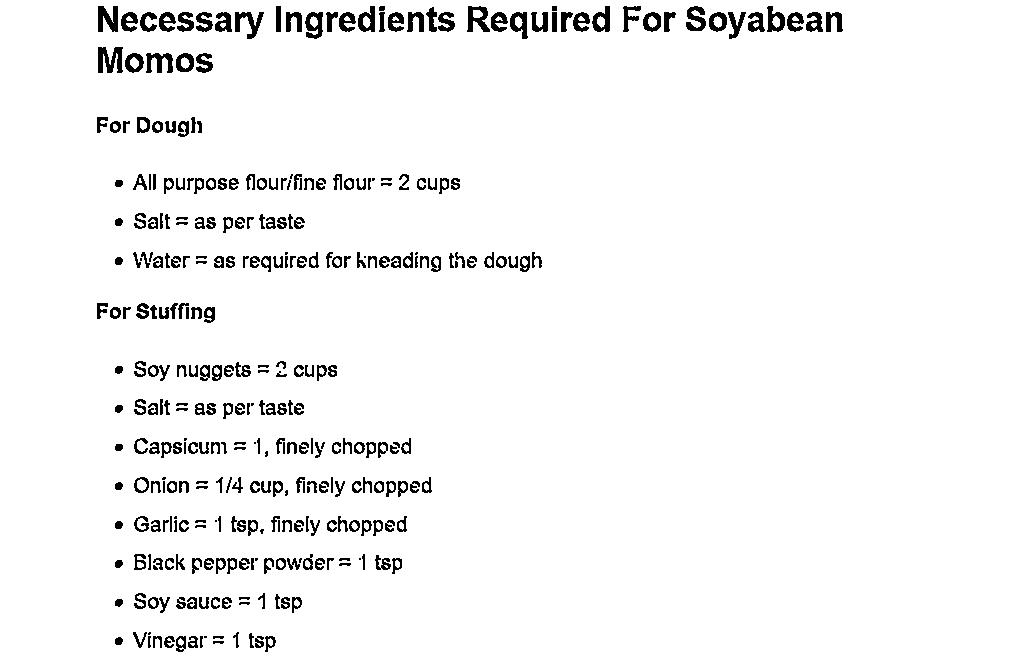 Necessary Ingredients Required For Soyabean
Momos
For Dough
• All purpose flour/fine flour = 2 cups
• Salt = as per taste
• Water = as required for kneading the dough
For Stuffing
• Soy nuggets = 2 cups
• Salt = as per taste
• Capsicum = 1, finely chopped
• Onion = 1/4 cup, finely chopped
• Garlic = 1 tsp, finely chopped
• Black pepper powder = 1 tsp
• Soy sauce = 1 tsp
• Vinegar = 1 tsp